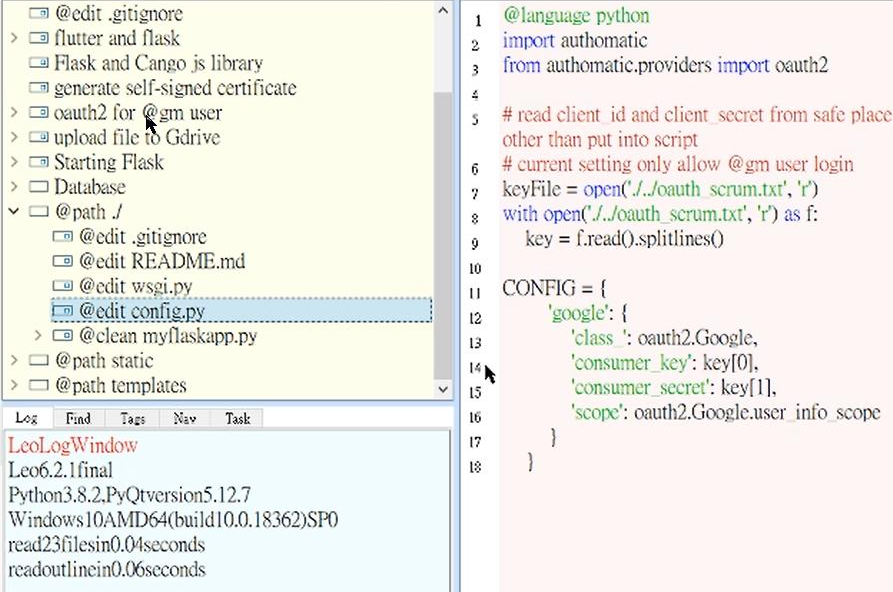 @edit .gitignore
flutter and flask
Flask and Cango js library
generate self-signed certificate
oauth2 for @gm user
upload file to Gdrive
Starting Flask
Database
@path ./
@edit .gitignore
@edit README.md
@edit wsgi.py
@edit config.py
@clean myflaskapp.py
@path static
@path templates
Log Find Tags Nav Task
LeoLogWindow
Leo6.2.1final
Python3.8.2,PyQtversion5.12.7
Windows10AMD64(build10.0.18362)SP0
read23filesin0.04seconds
readoutlinein0.06seconds
1 @language python
2 import authomatic
3 from authomatic.providers import oauth2
4
5 # read client_id and client_secret from safe place
other than put into script
6 # current setting only allow @gm user login
7 keyFile = open('./../oauth_scrum.txt', 'r')
8 with open('./../oauth_scrum.txt', 'r') as f:
9 key = f.read().splitlines()
10
11 CONFIG = {
12 'google': {
13 'class_': oauth2.Google,
14 'consumer_key': key[0],
15 'consumer_secret': key[1],
16 'scope': oauth2.Google.user_info_scope
17 }
18 }